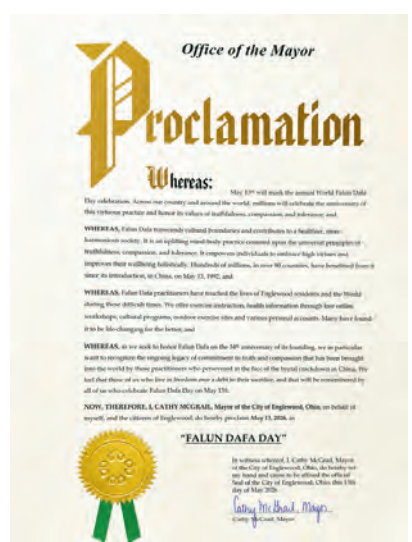 Office of the Mayor
Proclamation
Whereas:
May 13th will mark the annual World Falun Dafa
Day celebration. Across our country and around the world, millions will celebrate the anniversary of
this virtuous practice and honor its values of truthfulness, compassion, and tolerance; and
WHEREAS, Falun Dafa transcends cultural boundaries and contributes to a healthier, more
harmonious society. It is an uplifting mind-body practice centered upon the universal principles of
truthfulness, compassion, and tolerance. It empowers individuals to embrace high virtues and
improves their wellbeing holistically. Hundreds of millions, in over 90 countries, have benefitted from it
since its introduction, in China, on May 13, 1992; and
WHEREAS, Falun Dafa practitioners have touched the lives of Englewood residents and the World
during these difficult times. We offer exercise instruction, health information through free online
workshops, cultural programs, outdoor exercise sites and various personal accounts. Many have found
it to be life-changing for the better; and
WHEREAS, as we seek to honor Falun Dafa on the 34th anniversary of its founding, we in particular
want to recognize the ongoing legacy of commitment to truth and compassion that has been brought
into the world by those practitioners who persevered in the face of the brutal crackdown in China. We
feel that those of us who live in freedom owe a debt to their sacrifice, and that will be remembered by
all of us who celebrate Falun Dafa Day on May 13th.
NOW, THEREFORE, I, CATHY MCGRAIL, Mayor of the City of Englewood, Ohio, on behalf of
myself, and the citizens of Englewood, do hereby proclaim May 13, 2026, as
"FALUN DAFA DAY"
In witness whereof, I, Cathy McGrail, Mayor
of the City of Englewood, Ohio, do hereby set
my hand and cause to be affixed the official
Seal of the City of Englewood, Ohio this 13th
day of May 2026.
Cathy McGrail, Mayor
Cathy McGrail, Mayor